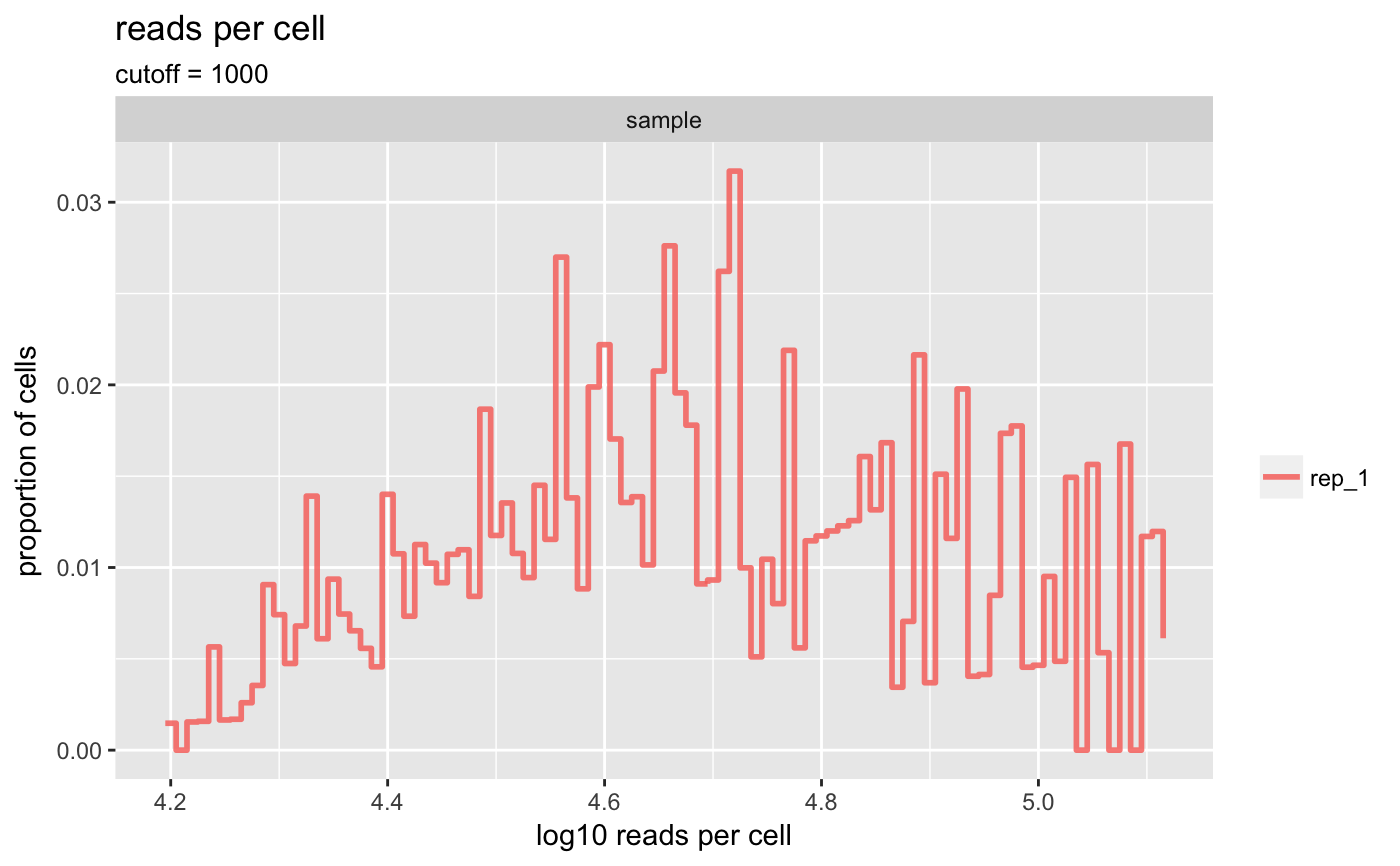 reads per cell
cutoff = 1000
sample
0.03
0.02
0.01
0.00
proportion of cells
4.2 4.4 4.6 4.8 5.0
log10 reads per cell
rep_1